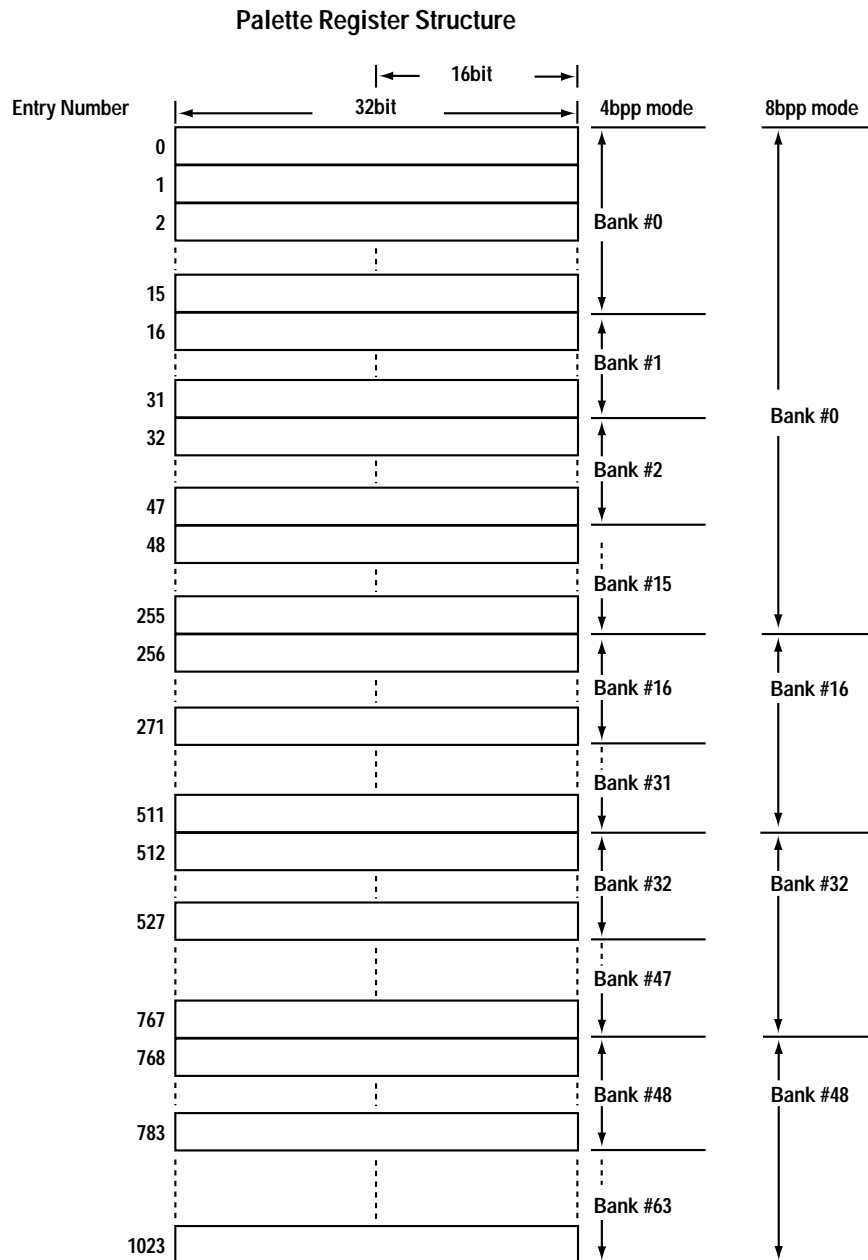 Palette Register Structure
16bit
Entry Number 32bit 4bpp mode 8bpp mode
0
1
2 Bank #0
15
16
Bank #1
31
Bank #0
32
Bank #2
47
48
Bank #15
255
256
Bank #16 Bank #16
271
Bank #31
511
512
Bank #32 Bank #32
527
Bank #47
767
768
Bank #48 Bank #48
783
Bank #63
1023